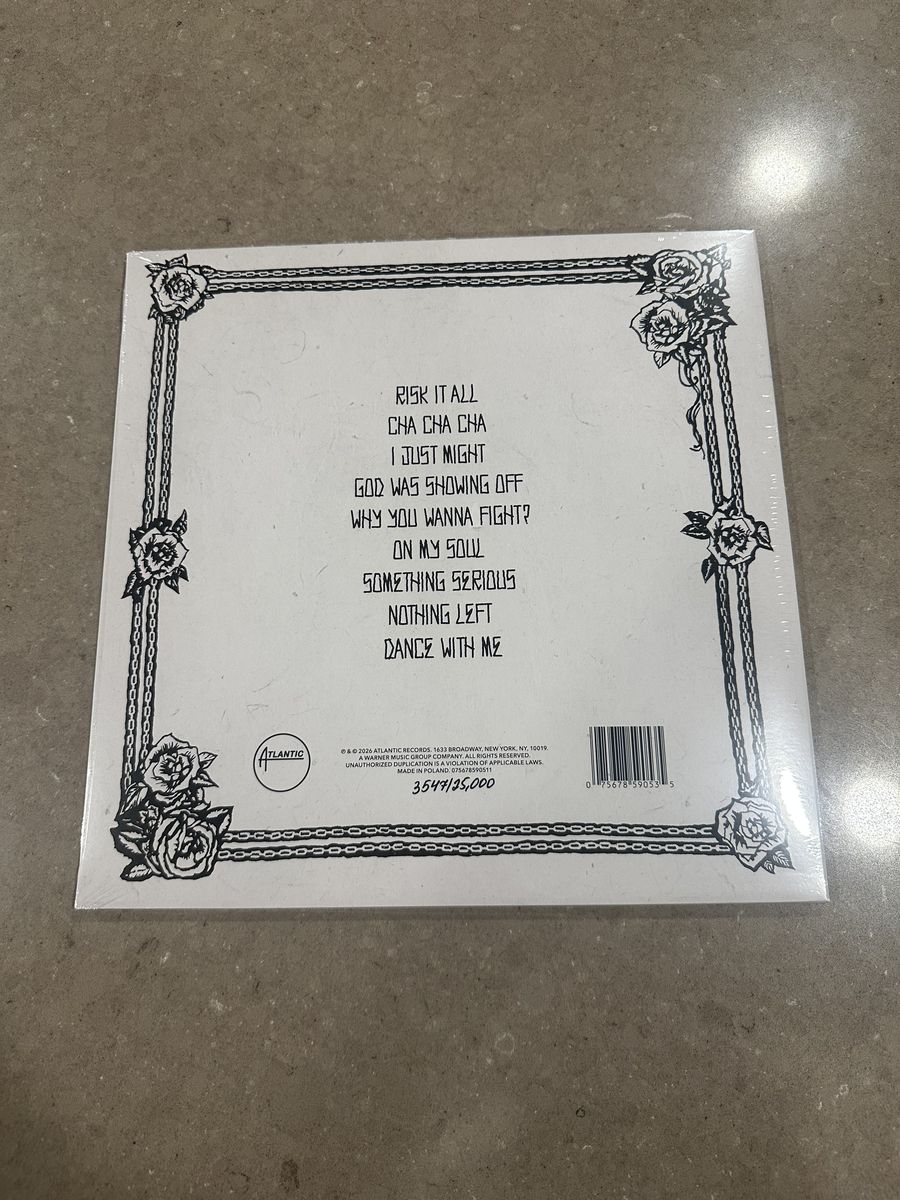 RISK IT ALL
CHA CHA CHA
I JUST MIGHT
GOD WAS SHOWING OFF
WHY YOU WANNA FIGHT?
ON MY SOUL
SOMETHING SERIOUS
NOTHING LEFT
DANCE WITH ME
ATLANTIC
℗ & © 2026 ATLANTIC RECORDS. 1633 BROADWAY, NEW YORK, NY, 10019.
A WARNER MUSIC GROUP COMPANY. ALL RIGHTS RESERVED.
UNAUTHORIZED DUPLICATION IS A VIOLATION OF APPLICABLE LAWS.
MADE IN POLAND. 075678590511
3547/25,000
0 75678 59053 5